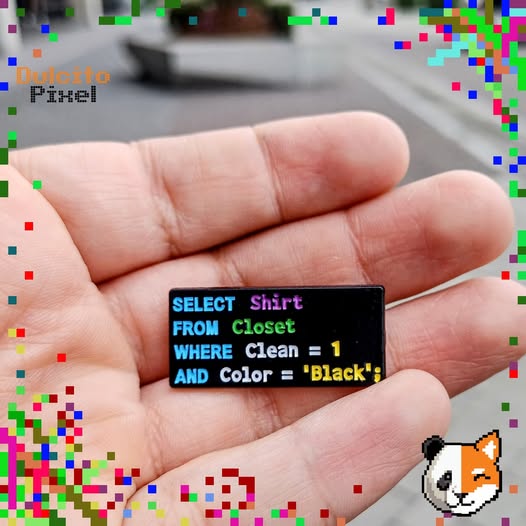 Dulcito
Pixel
SELECT Shirt
FROM Closet
WHERE Clean = 1
AND Color = 'Black';